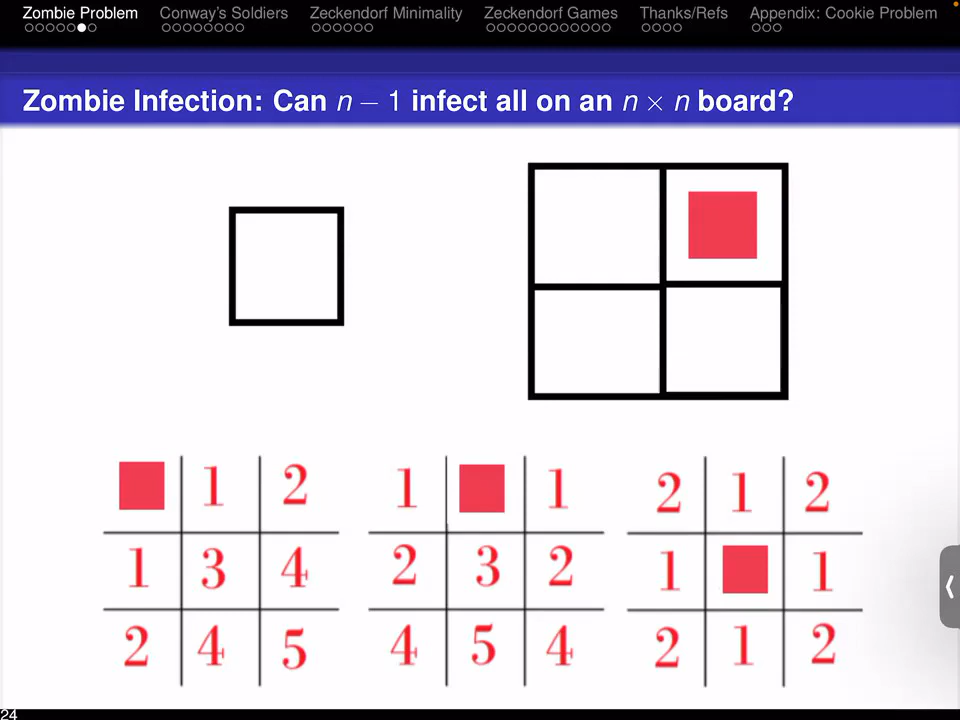 Zombie Problem Conway's Soldiers Zeckendorf Minimality Zeckendorf Games Thanks/Refs Appendix: Cookie Problem
Zombie Infection: Can n − 1 infect all on an n × n board?
1 2
1 3 4
2 4 5
1 1
2 3 2
4 5 4
2 1 2
1 1
2 1 2
24